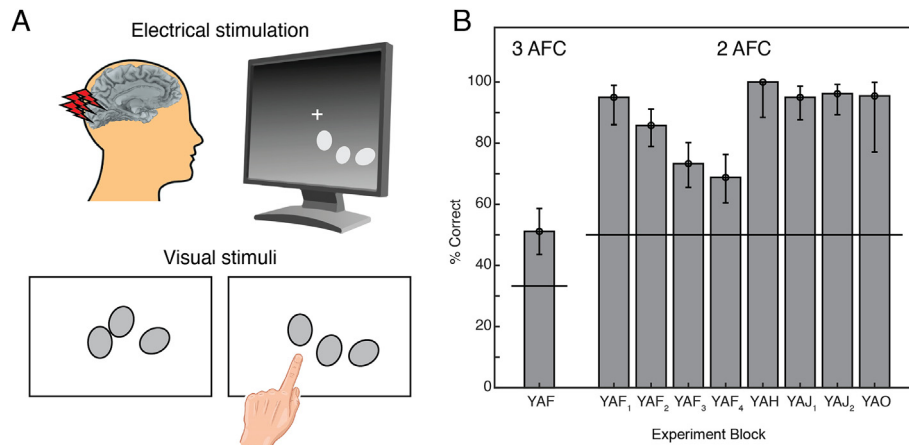 A
Electrical stimulation
Visual stimuli
B
3 AFC 2 AFC
% Correct
100
80
60
40
20
0
YAF YAF₁ YAF₂ YAF₃ YAF₄ YAH YAJ₁ YAJ₂ YAO
Experiment Block